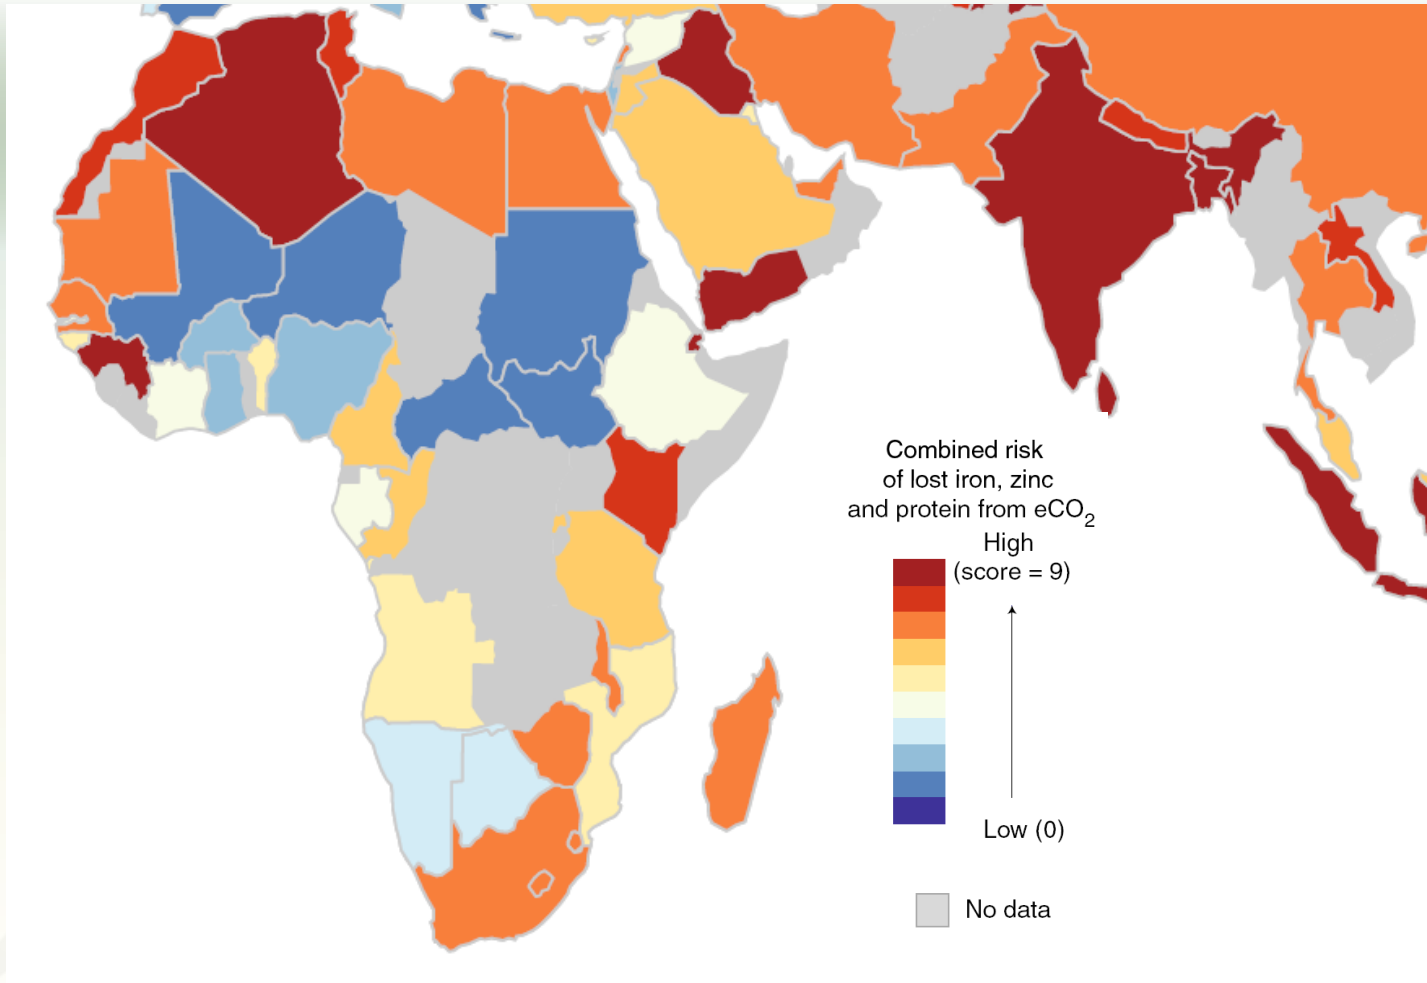 Combined risk
of lost iron, zinc
and protein from eCO₂
High
(score = 9)
Low (0)
No data